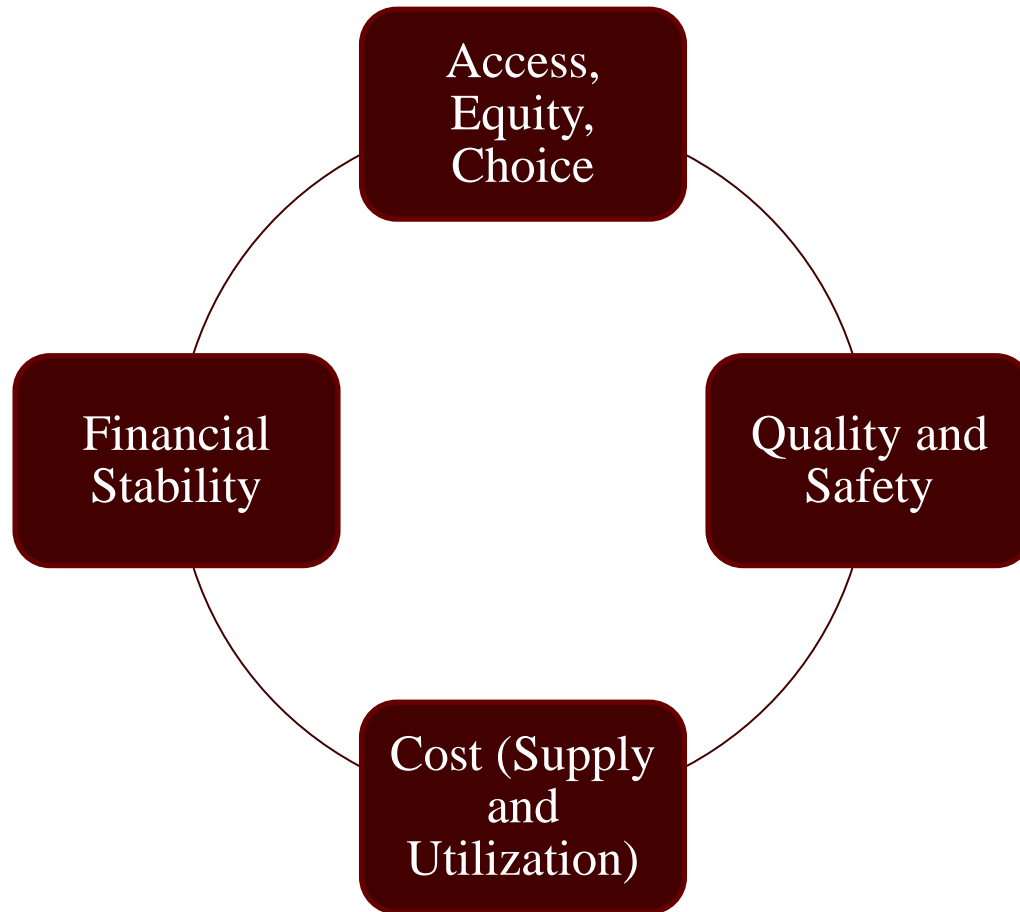 Access,
Equity,
Choice
Financial
Stability
Quality and
Safety
Cost (Supply
and
Utilization)